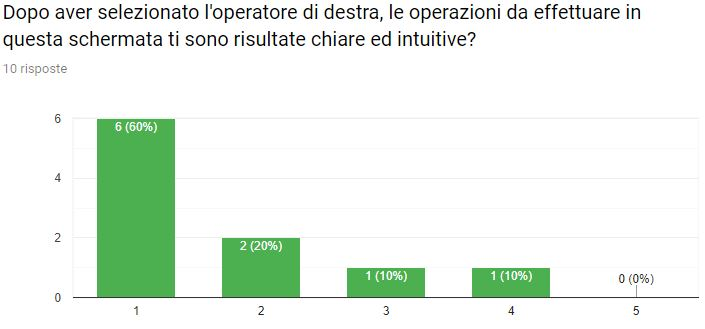 Dopo aver selezionato l'operatore di destra, le operazioni da effettuare in
questa schermata ti sono risultate chiare ed intuitive?
10 risposte
6
4
2
0
6 (60%)
2 (20%)
1 (10%)
1 (10%)
0 (0%)
1 2 3 4 5